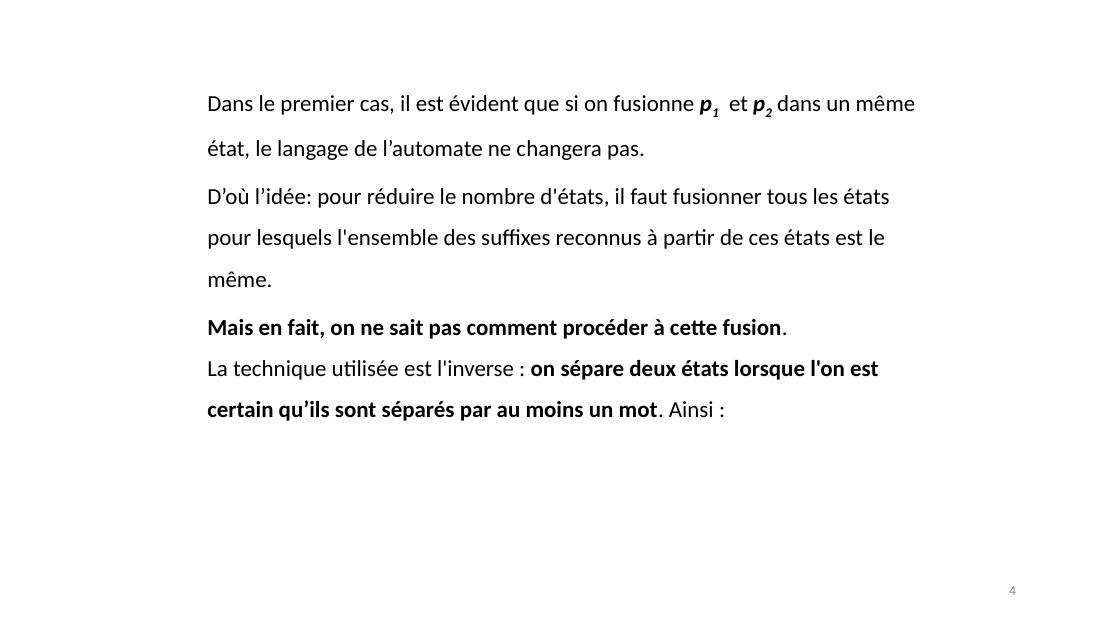 Dans le premier cas, il est évident que si on fusionne p1 et p2 dans un même
état, le langage de l’automate ne changera pas.
D’où l’idée: pour réduire le nombre d'états, il faut fusionner tous les états
pour lesquels l'ensemble des suffixes reconnus à partir de ces états est le
même.
Mais en fait, on ne sait pas comment procéder à cette fusion.
La technique utilisée est l'inverse : on sépare deux états lorsque l'on est
certain qu’ils sont séparés par au moins un mot. Ainsi :
4